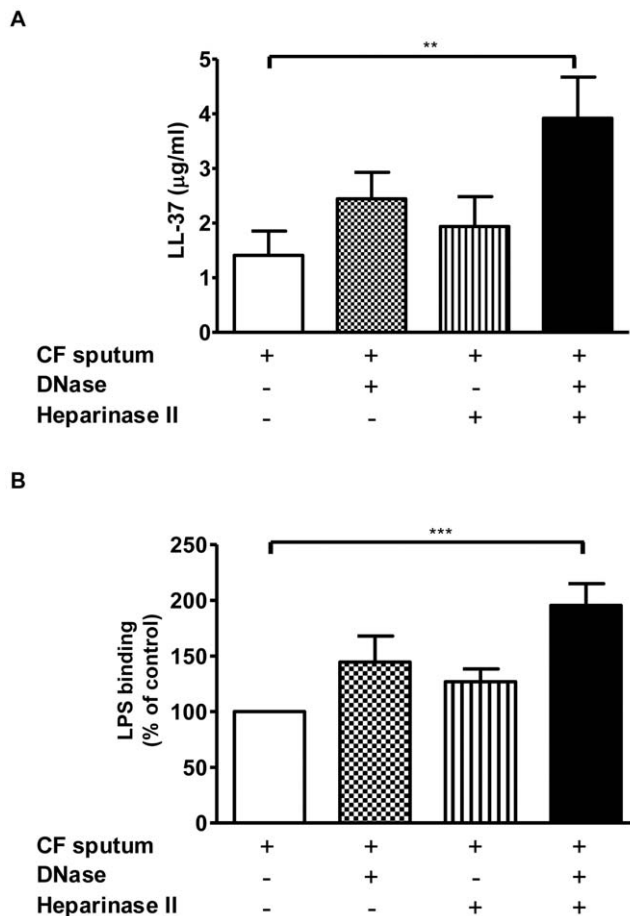 A
**
LL-37 (μg/ml)
5
4
3
2
1
0
CF sputum + + + +
DNase - + - +
Heparinase II - - + +
B
***
LPS binding
(% of control)
250
200
150
100
50
0
CF sputum + + + +
DNase - + - +
Heparinase II - - + +